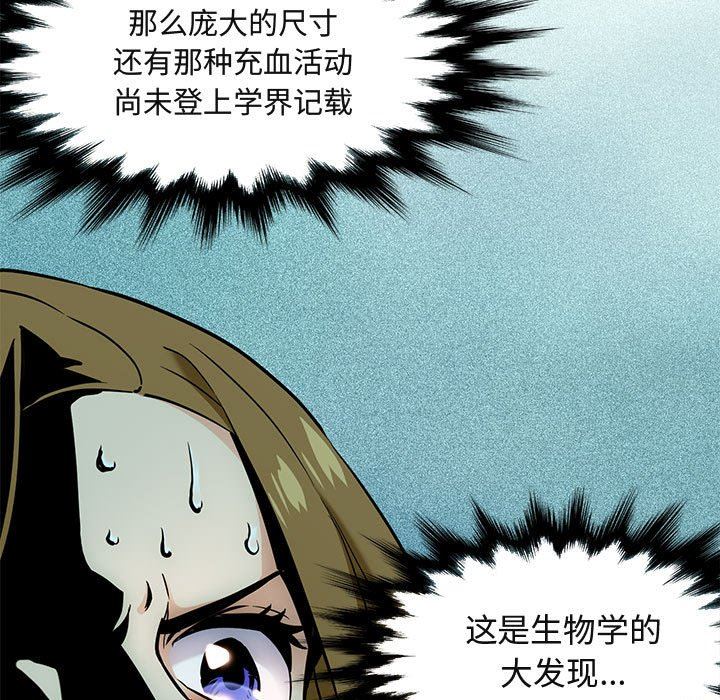 那么庞大的尺寸
还有那种充血活动
尚未登上学界记载
这是生物学的
大发现...